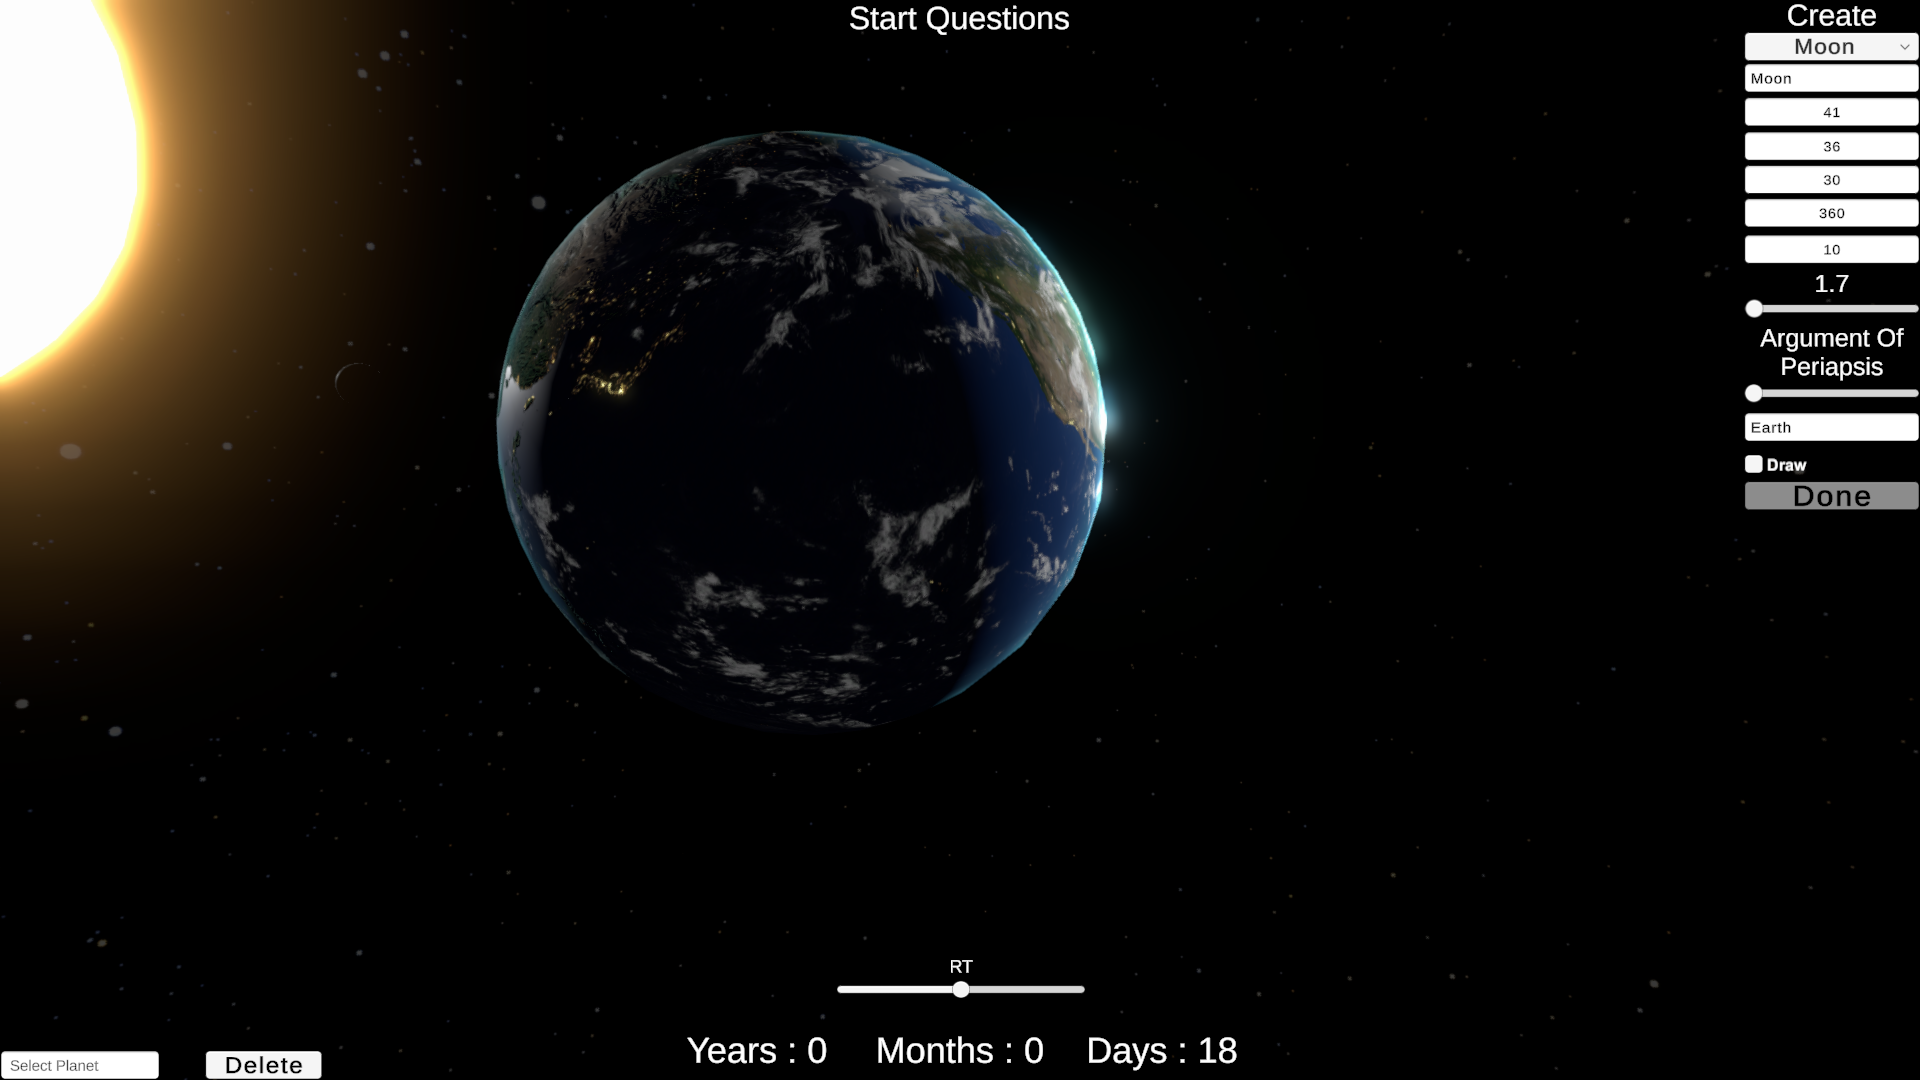 Start Questions
Create
Moon
Moon
41
36
30
360
10
1.7
Argument Of
Periapsis
Earth
Draw
Done
RT
Years : 0 Months : 0 Days : 18
Select Planet
Delete